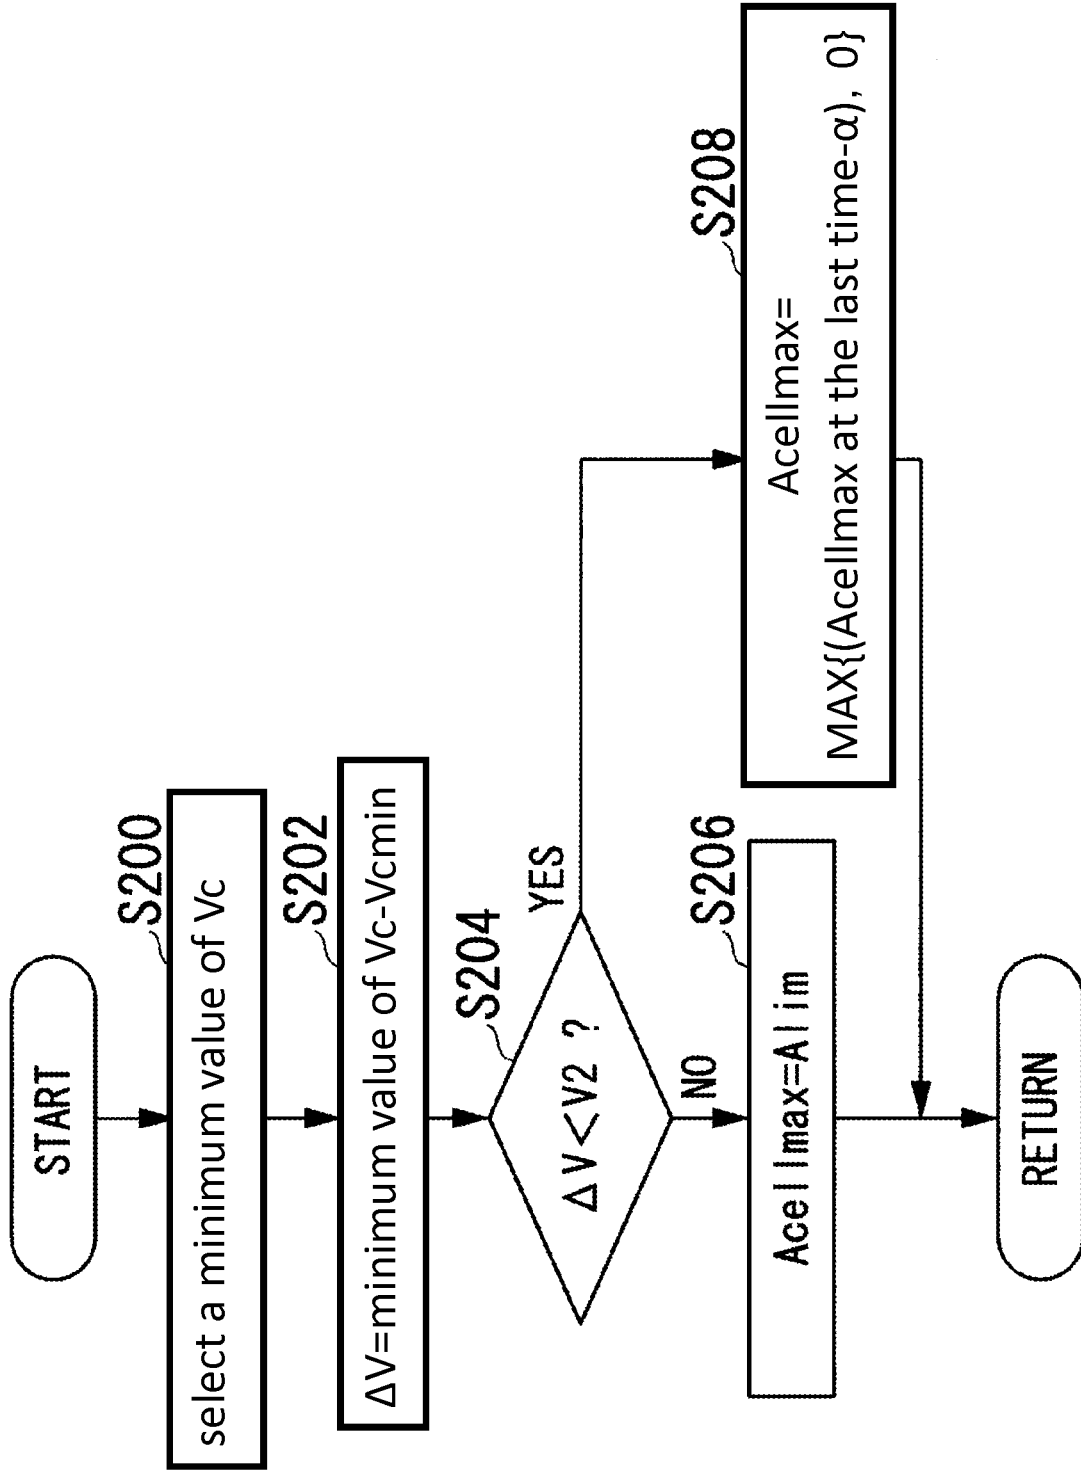 START
S200
select a minimum value of Vc
S202
ΔV=minimum value of Vc-Vcmin
S204
ΔV<V2 ?
YES
NO
S206
Acellmax=Alim
S208
Acellmax=
MAX{(Acellmax at the last time-α), 0}
RETURN